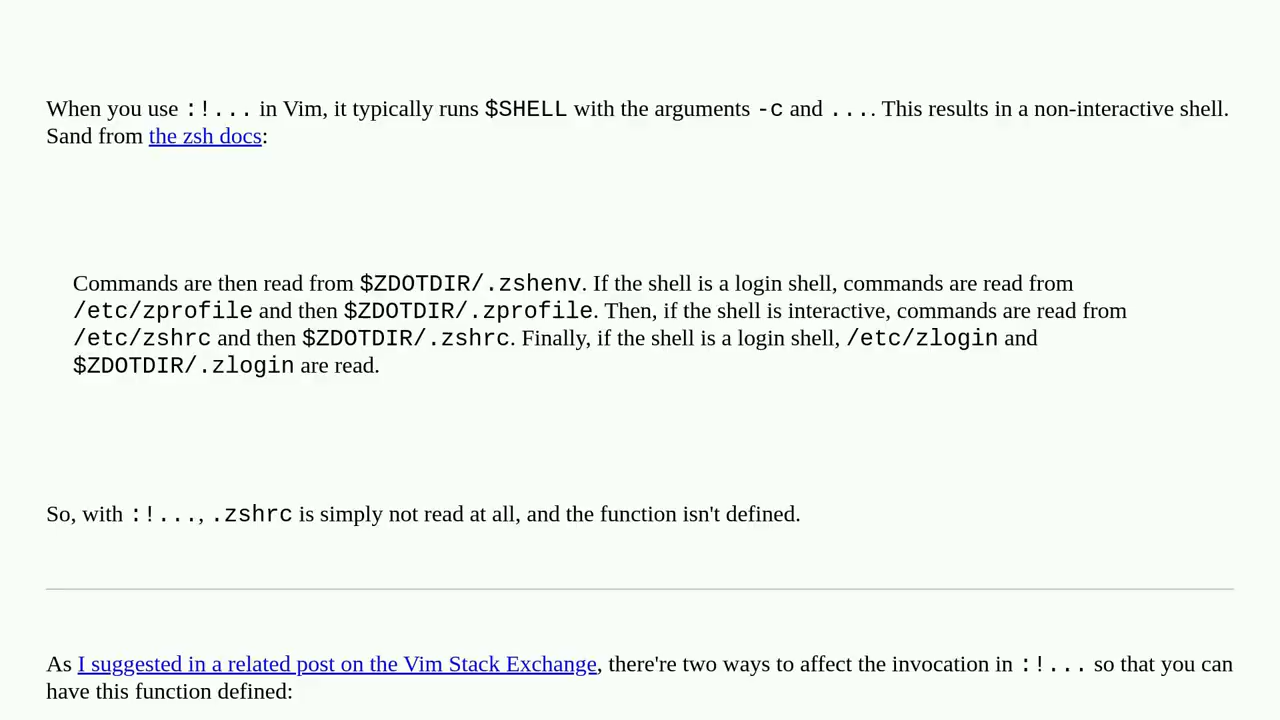 When you use :!... in Vim, it typically runs $SHELL with the arguments -c and .... This results in a non-interactive shell.
Sand from the zsh docs:
Commands are then read from $ZDOTDIR/.zshenv. If the shell is a login shell, commands are read from
/etc/zprofile and then $ZDOTDIR/.zprofile. Then, if the shell is interactive, commands are read from
/etc/zshrc and then $ZDOTDIR/.zshrc. Finally, if the shell is a login shell, /etc/zlogin and
$ZDOTDIR/.zlogin are read.
So, with :!..., .zshrc is simply not read at all, and the function isn't defined.
As I suggested in a related post on the Vim Stack Exchange, there're two ways to affect the invocation in :!... so that you can
have this function defined: